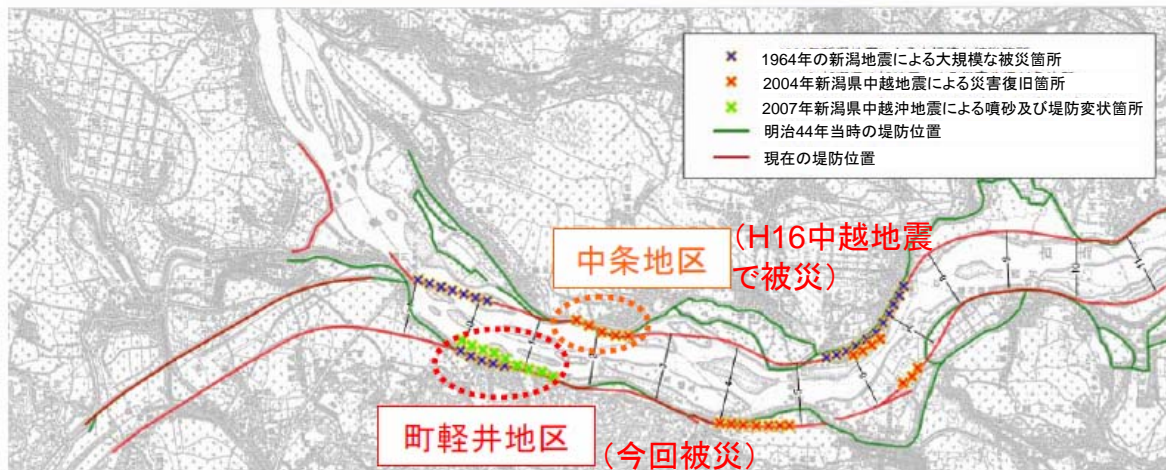 1964年の新潟地震による大規模な被災箇所
2004年新潟県中越地震による災害復旧箇所
2007年新潟県中越沖地震による噴砂及び堤防変状箇所
明治44年当時の堤防位置
現在の堤防位置
中条地区
(H16中越地震
で被災)
町軽井地区
(今回被災)